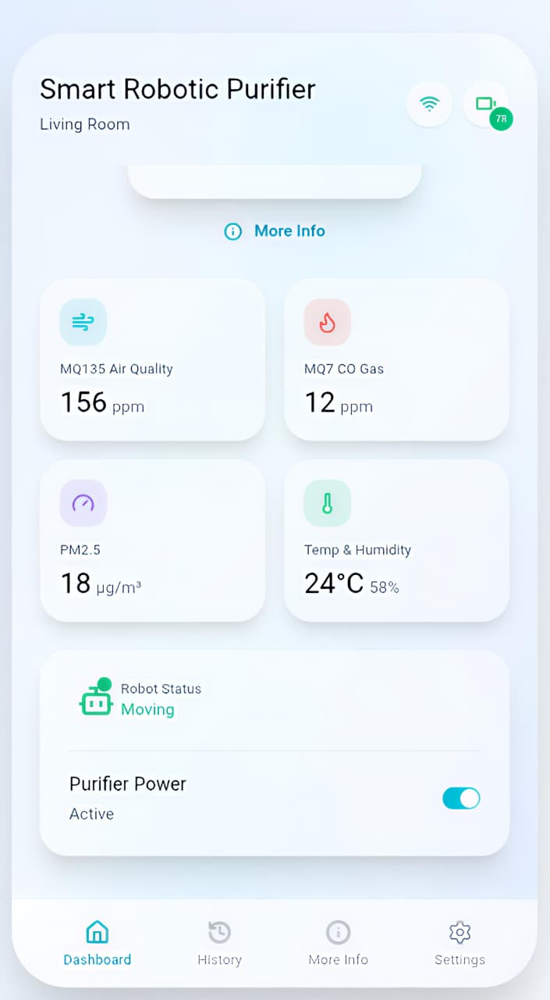 Smart Robotic Purifier
Living Room
78
More Info
MQ135 Air Quality
156 ppm
MQ7 CO Gas
12 ppm
PM2.5
18 µg/m³
Temp & Humidity
24°C 58%
Robot Status
Moving
Purifier Power
Active
Dashboard
History
More Info
Settings